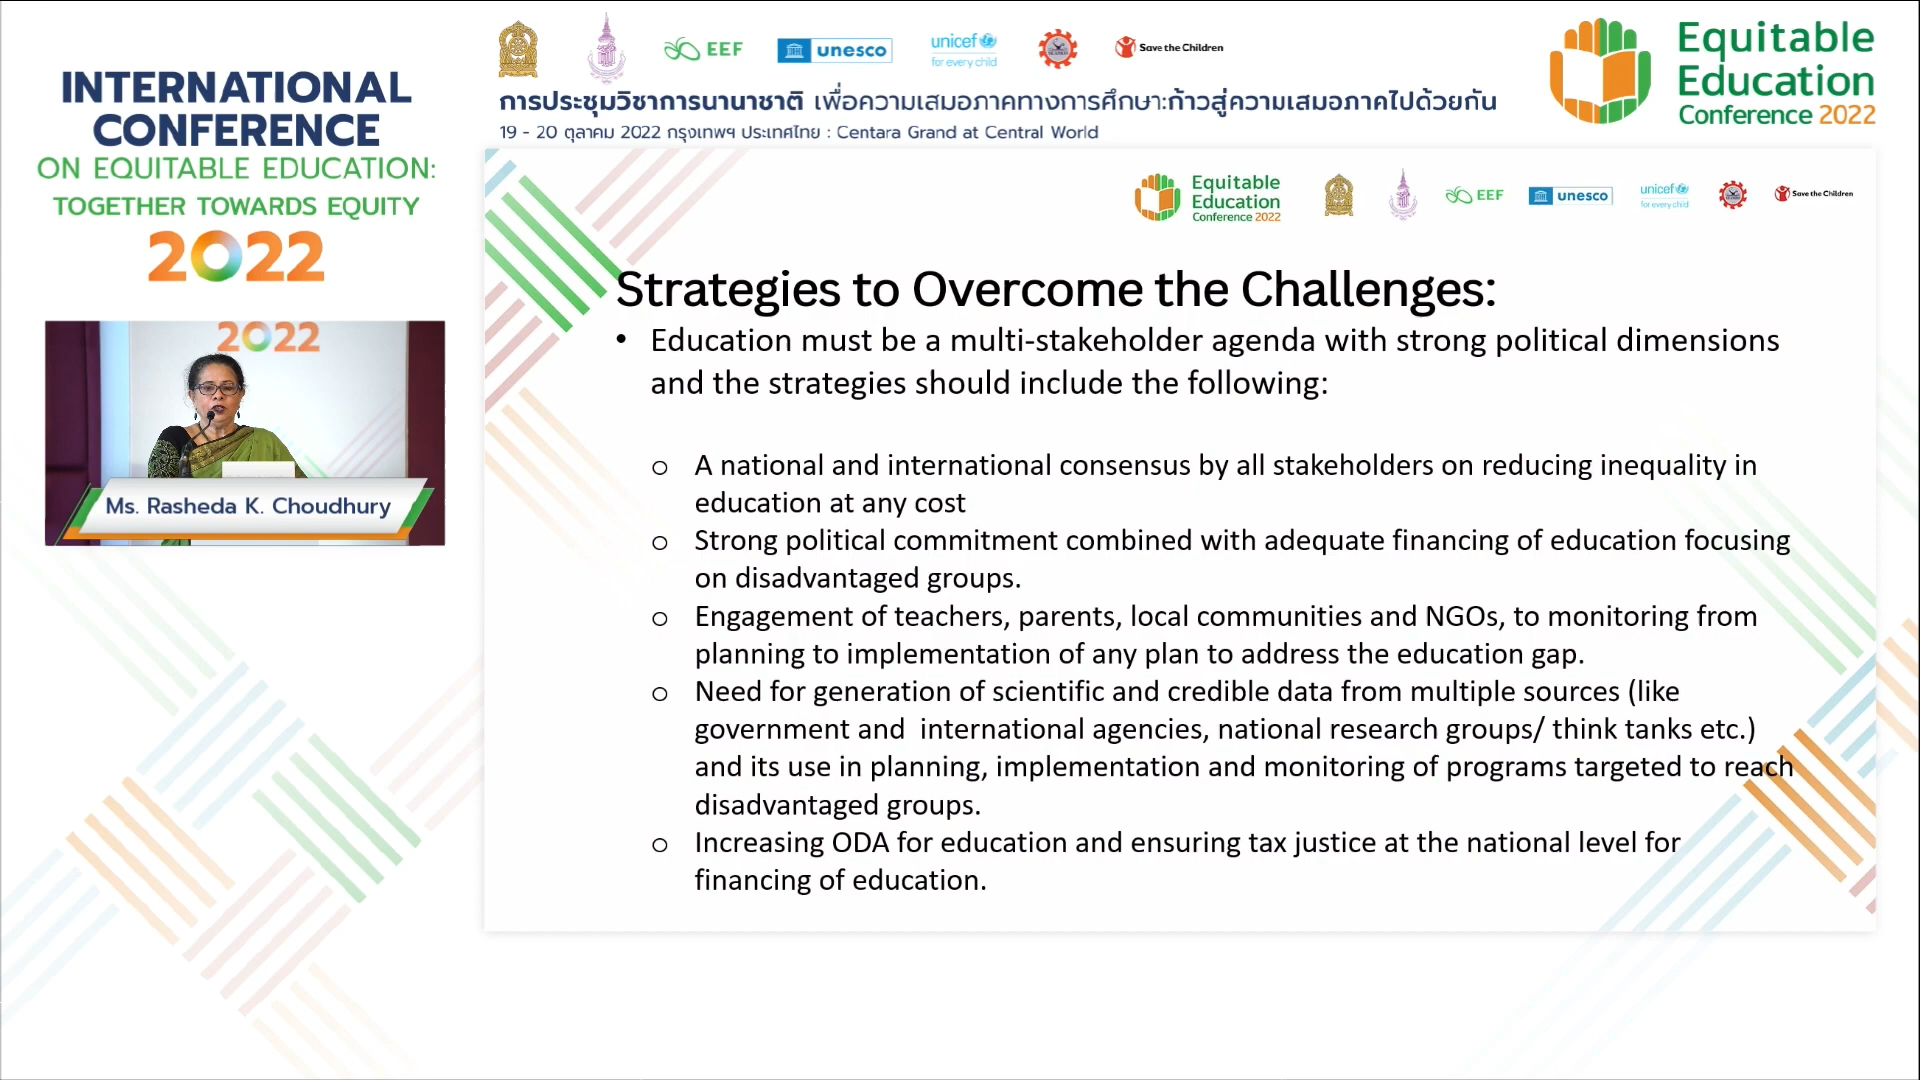 INTERNATIONAL
CONFERENCE
ON EQUITABLE EDUCATION:
TOGETHER TOWARDS EQUITY
2022
2022
Ms. Rasheda K. Choudhury
EEF
unesco
unicef
for every child
Save the Children
การประชุมวิชาการนานาชาติ เพื่อความเสมอภาคทางการศึกษา:ก้าวสู่ความเสมอภาคไปด้วยกัน
19 - 20 ตุลาคม 2022 กรุงเทพฯ ประเทศไทย : Centara Grand at Central World
Equitable
Education
Conference 2022
Equitable
Education
Conference 2022
EEF
unesco
unicef
for every child
Save the Children
Strategies to Overcome the Challenges:
• Education must be a multi-stakeholder agenda with strong political dimensions
and the strategies should include the following:
o A national and international consensus by all stakeholders on reducing inequality in
education at any cost
o Strong political commitment combined with adequate financing of education focusing
on disadvantaged groups.
o Engagement of teachers, parents, local communities and NGOs, to monitoring from
planning to implementation of any plan to address the education gap.
o Need for generation of scientific and credible data from multiple sources (like
government and  international agencies, national research groups/ think tanks etc.)
and its use in planning, implementation and monitoring of programs targeted to reach
disadvantaged groups.
o Increasing ODA for education and ensuring tax justice at the national level for
financing of education.